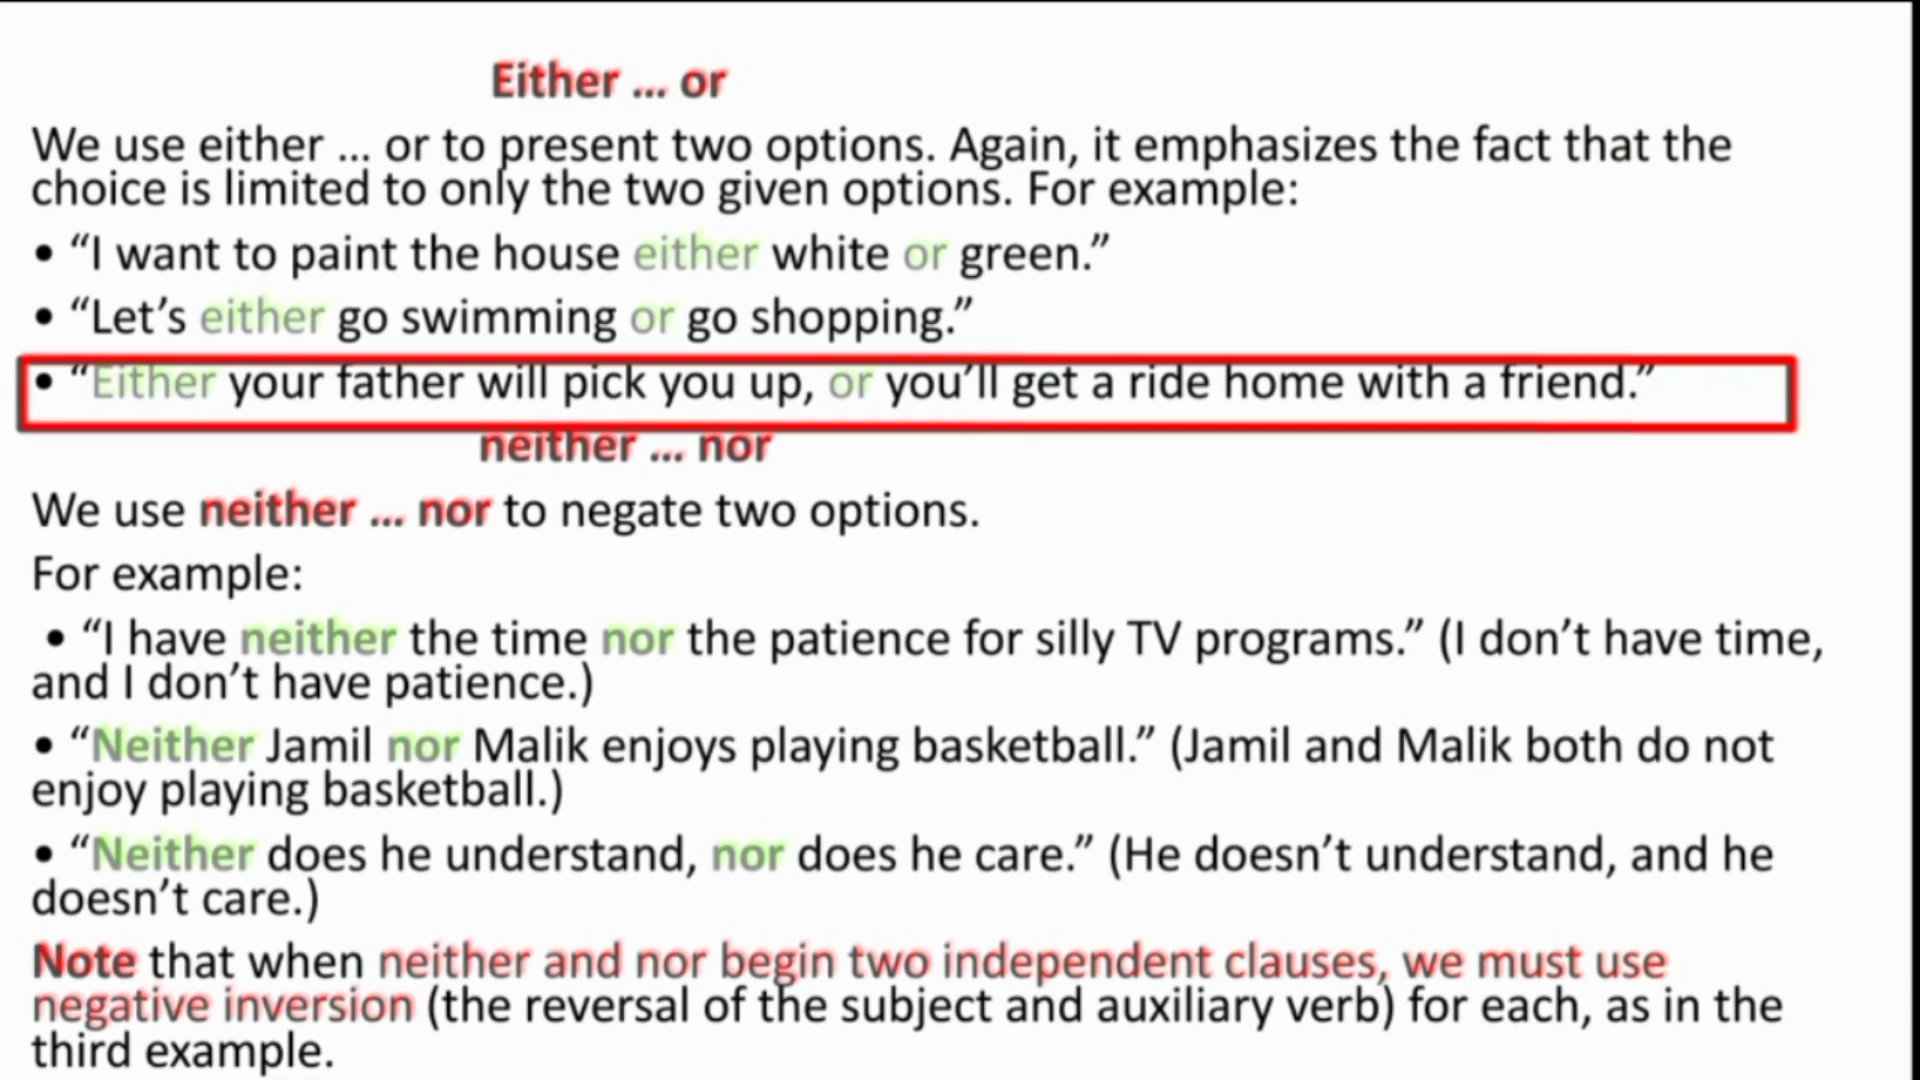 Either ... or
We use either ... or to present two options. Again, it emphasizes the fact that the
choice is limited to only the two given options. For example:
• “I want to paint the house either white or green.”
• “Let’s either go swimming or go shopping.”
• “Either your father will pick you up, or you’ll get a ride home with a friend.”
neither ... nor
We use neither ... nor to negate two options.
For example:
• “I have neither the time nor the patience for silly TV programs.” (I don’t have time,
and I don’t have patience.)
• “Neither Jamil nor Malik enjoys playing basketball.” (Jamil and Malik both do not
enjoy playing basketball.)
• “Neither does he understand, nor does he care.” (He doesn’t understand, and he
doesn’t care.)
Note that when neither and nor begin two independent clauses, we must use
negative inversion (the reversal of the subject and auxiliary verb) for each, as in the
third example.